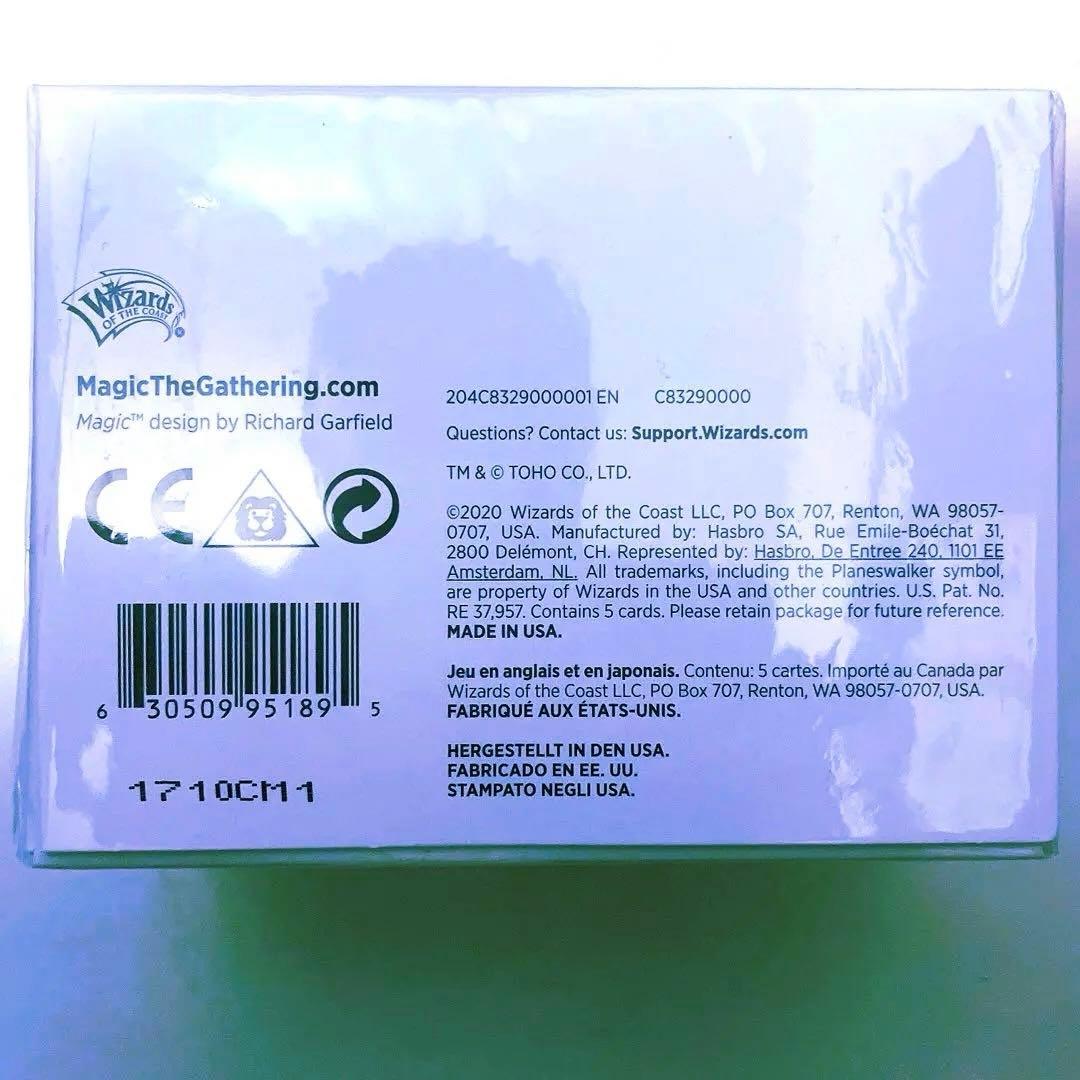 Wizards
OF THE COAST
MagicTheGathering.com
Magic™ design by Richard Garfield
CE
6 30509 95189 5
1710CM1
204C8329000001 EN C83290000
Questions? Contact us: Support.Wizards.com
TM & © TOHO CO., LTD.
©2020 Wizards of the Coast LLC, PO Box 707, Renton, WA 98057-
0707, USA. Manufactured by: Hasbro SA, Rue Emile-Boéchat 31,
2800 Delémont, CH. Represented by: Hasbro, De Entree 240, 1101 EE
Amsterdam, NL. All trademarks, including the Planeswalker symbol,
are property of Wizards in the USA and other countries. U.S. Pat. No.
RE 37,957. Contains 5 cards. Please retain package for future reference.
MADE IN USA.
Jeu en anglais et en japonais. Contenu: 5 cartes. Importé au Canada par
Wizards of the Coast LLC, PO Box 707, Renton, WA 98057-0707, USA.
FABRIQUÉ AUX ÉTATS-UNIS.
HERGESTELLT IN DEN USA.
FABRICADO EN EE. UU.
STAMPATO NEGLI USA.